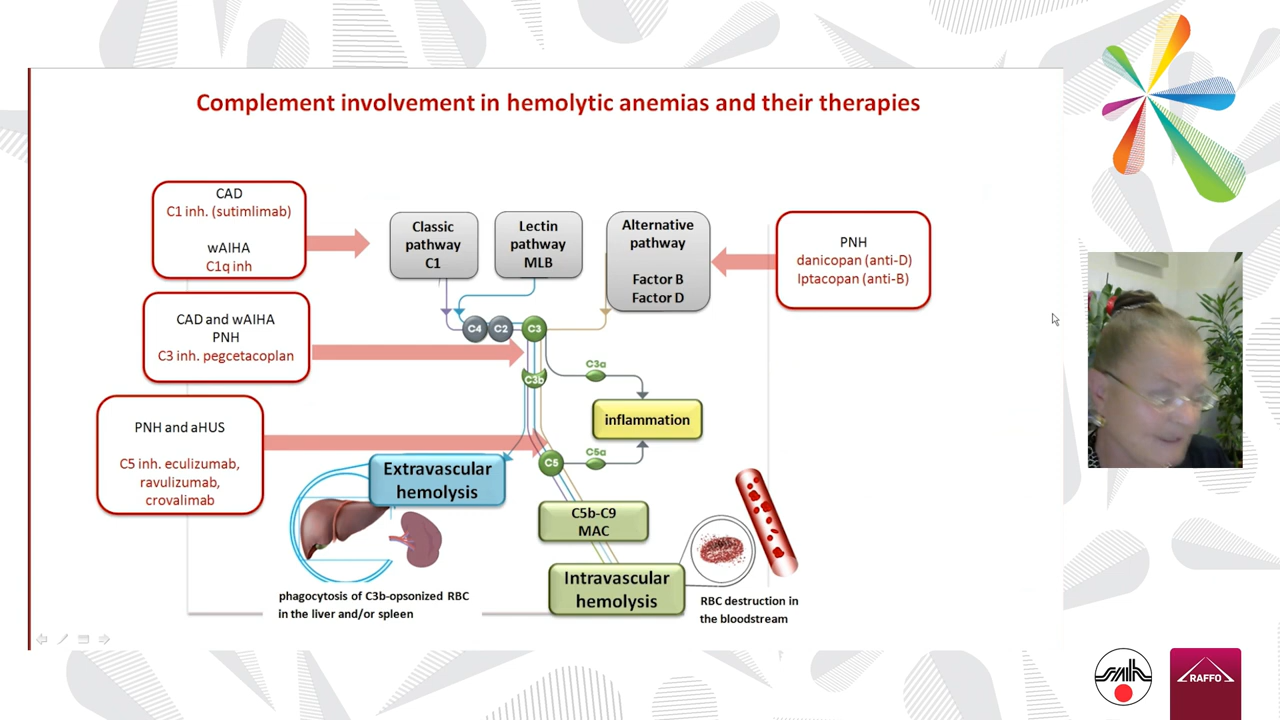 Complement involvement in hemolytic anemias and their therapies
CAD
C1 inh. (sutimlimab)
wAIHA
C1q inh
CAD and wAIHA
PNH
C3 inh. pegcetacoplan
PNH and aHUS
C5 inh. eculizumab,
ravulizumab,
crovalimab
Classic
pathway
C1
Lectin
pathway
MLB
Alternative
pathway
Factor B
Factor D
PNH
danicopan (anti-D)
Iptacopan (anti-B)
C4
C2
C3
C3a
C3b
inflammation
C5
C5a
Extravascular
hemolysis
C5b-C9
MAC
Intravascular
hemolysis
phagocytosis of C3b-opsonized RBC
in the liver and/or spleen
RBC destruction in
the bloodstream
RAFFO